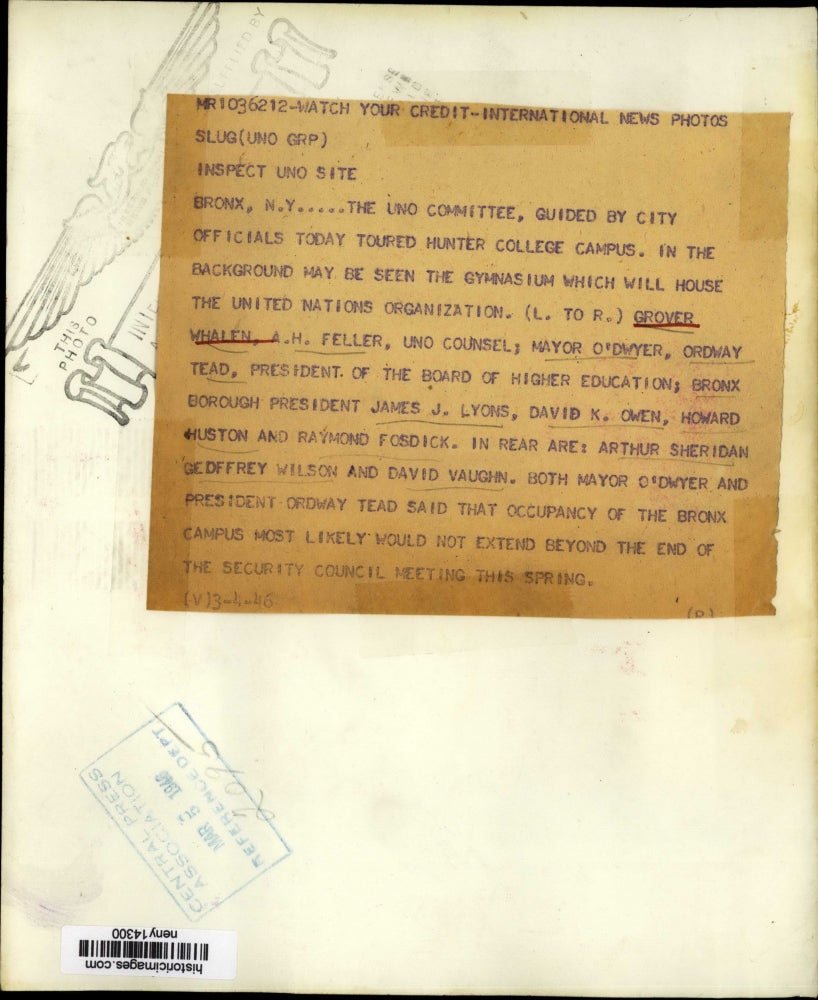 MR1036212-WATCH YOUR CREDIT-INTERNATIONAL NEWS PHOTOS
SLUG(UNO GRP)
INSPECT UNO SITE
BRONX, N.Y.....THE UNO COMMITTEE, GUIDED BY CITY
OFFICIALS TODAY TOURED HUNTER COLLEGE CAMPUS. IN THE
BACKGROUND MAY BE SEEN THE GYMNASIUM WHICH WILL HOUSE
THE UNITED NATIONS ORGANIZATION. (L. TO R.) GROVER
WHALEN, A.H. FELLER, UNO COUNSEL; MAYOR O'DWYER, ORDWAY
TEAD, PRESIDENT OF THE BOARD OF HIGHER EDUCATION; BRONX
BOROUGH PRESIDENT JAMES J. LYONS, DAVID K. OWEN, HOWARD
HUSTON AND RAYMOND FOSDICK. IN REAR ARE: ARTHUR SHERIDAN
GEDFFREY WILSON AND DAVID VAUGHN. BOTH MAYOR O'DWYER AND
PRESIDENT ORDWAY TEAD SAID THAT OCCUPANCY OF THE BRONX
CAMPUS MOST LIKELY WOULD NOT EXTEND BEYOND THE END OF
THE SECURITY COUNCIL MEETING THIS SPRING.
(V)3-4-46 (R)
THIS
PHOTO
CENTRAL PRESS
ASSOCIATION
MAR 5 1946
REFERENCE DEPT
historicimages.com
neny14300